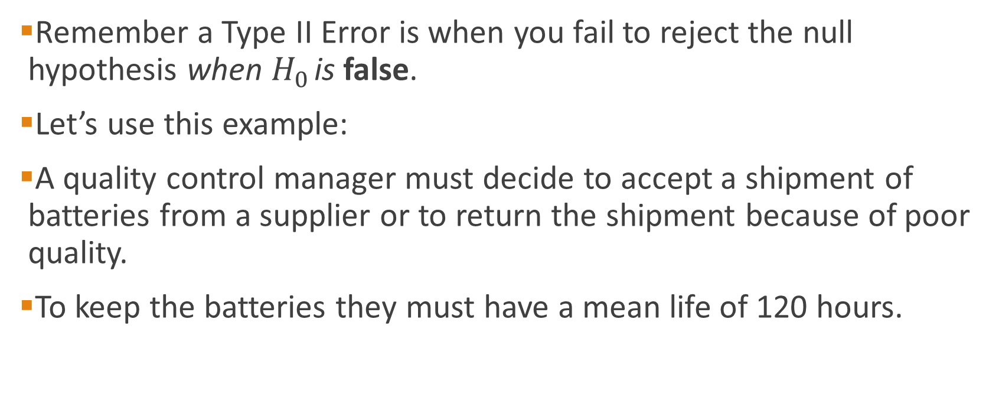 ▪Remember a Type II Error is when you fail to reject the null
hypothesis when H₀ is false.
▪Let’s use this example:
▪A quality control manager must decide to accept a shipment of
batteries from a supplier or to return the shipment because of poor
quality.
▪To keep the batteries they must have a mean life of 120 hours.